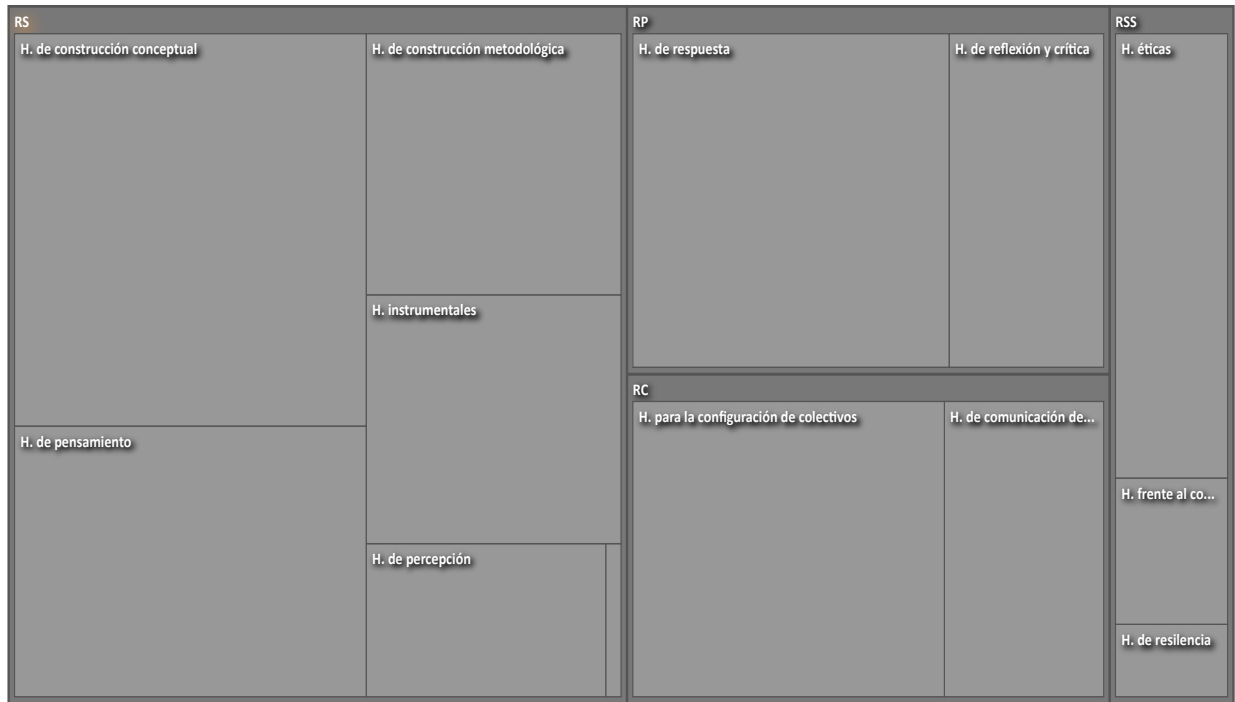 RS
H. de construcción conceptual
H. de construcción metodológica
H. instrumentales
H. de pensamiento
H. de percepción
RP
H. de respuesta
H. de reflexión y crítica
RC
H. para la configuración de colectivos
H. de comunicación de...
RSS
H. éticas
H. frente al co...
H. de resilencia